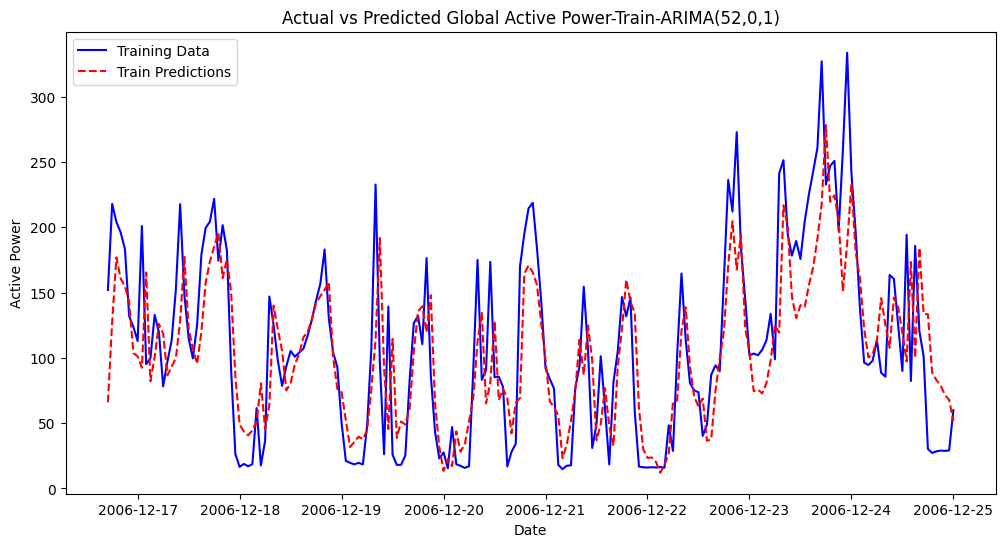 Actual vs Predicted Global Active Power-Train-ARIMA(52,0,1)
Training Data
Train Predictions
300
250
200
150
100
50
0
Active Power
2006-12-17 2006-12-18 2006-12-19 2006-12-20 2006-12-21 2006-12-22 2006-12-23 2006-12-24 2006-12-25
Date